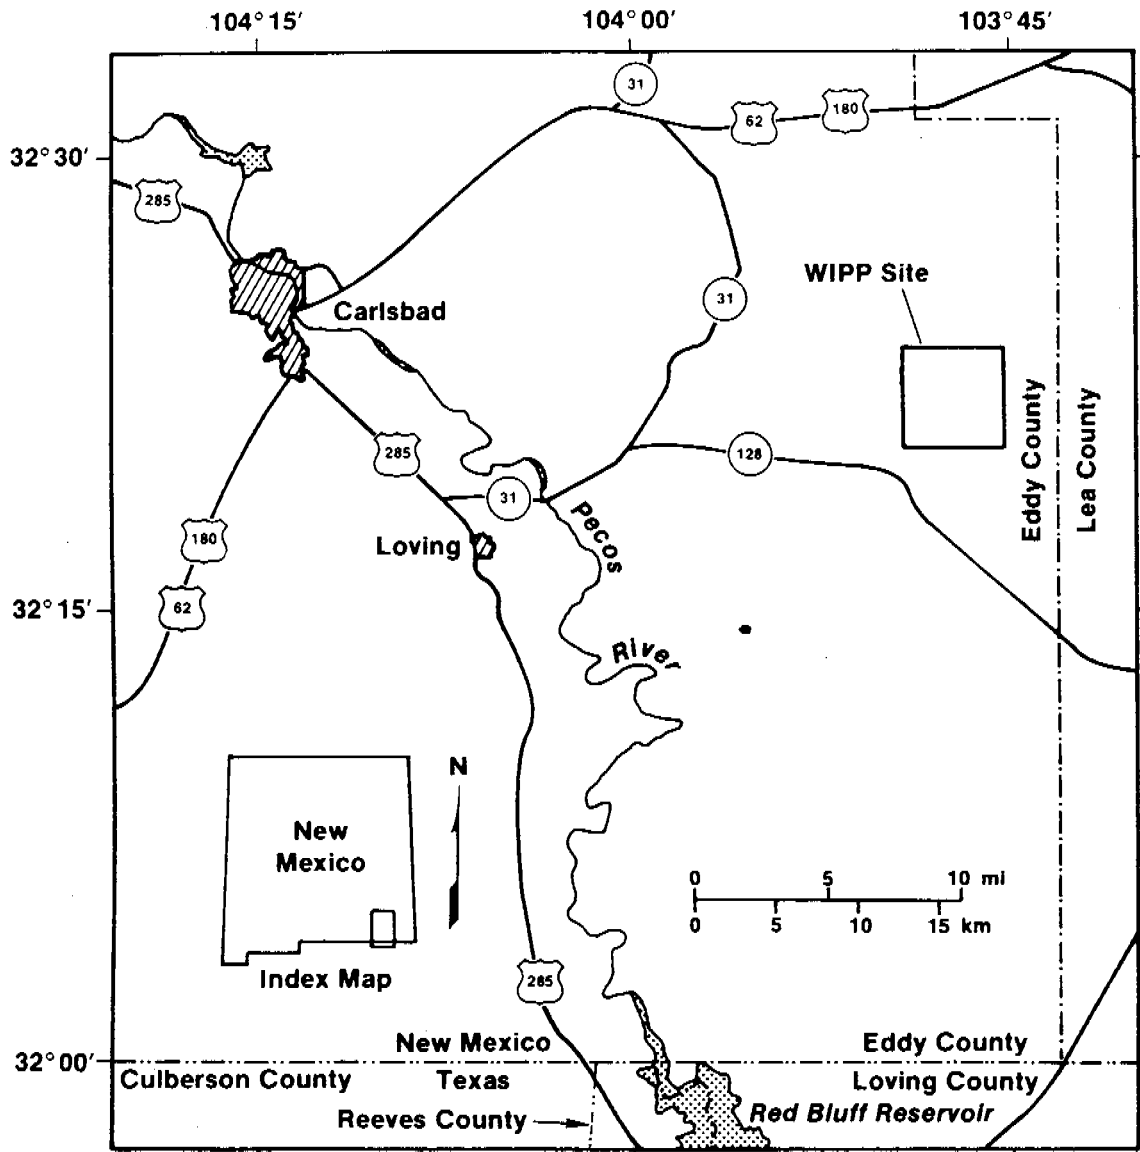 104° 15′
104° 00′
103° 45′
31
62
180
32° 30′
285
WIPP Site
31
Carlsbad
Eddy County
Lea County
285
128
31
Pecos
180
Loving
32° 15′
62
River
N
New
Mexico
0 5 10 mi
0 5 10 15 km
Index Map
285
New Mexico
Eddy County
32° 00′
Culberson County
Texas
Loving County
Reeves County
Red Bluff Reservoir